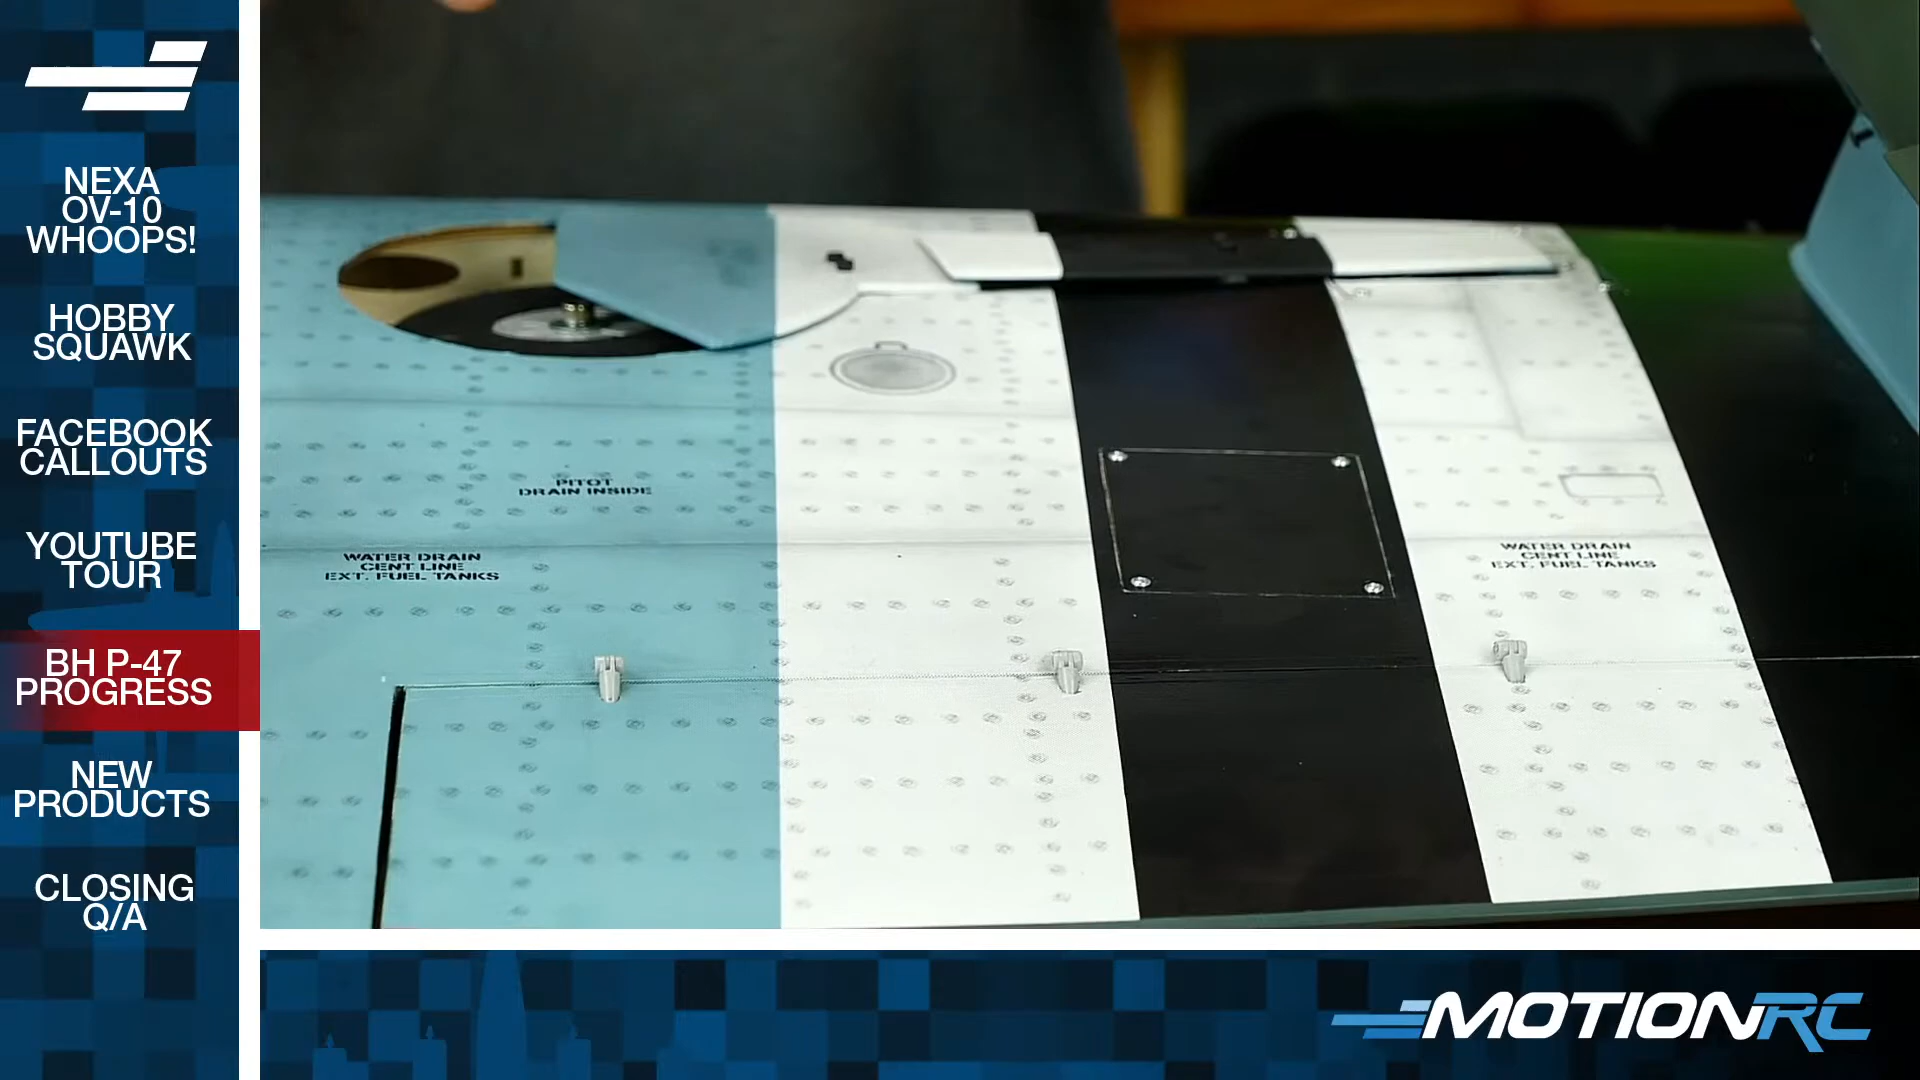 NEXA
OV-10
WHOOPS!
HOBBY
SQUAWK
FACEBOOK
CALLOUTS
YOUTUBE
TOUR
BH P-47
PROGRESS
NEW
PRODUCTS
CLOSING
Q/A
PITOT
DRAIN INSIDE
WATER DRAIN
CENT LINE
EXT. FUEL TANKS
WATER DRAIN
CENT LINE
EXT. FUEL TANKS
MOTIONRC